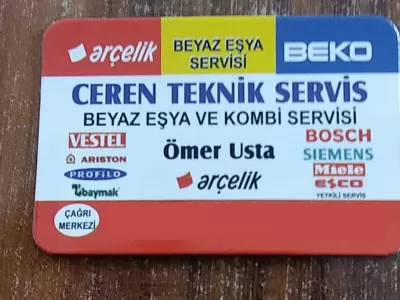 arçelik
BEYAZ EŞYA
SERVİSİ
BEKO
CEREN TEKNİK SERVİS
BEYAZ EŞYA VE KOMBİ SERVİSİ
VESTEL
ARISTON
PROFiLO
baymak
Ömer Usta
arçelik
BOSCH
SIEMENS
Miele
ESCO
YETKİLİ SERVİS
ÇAĞRI
MERKEZİ